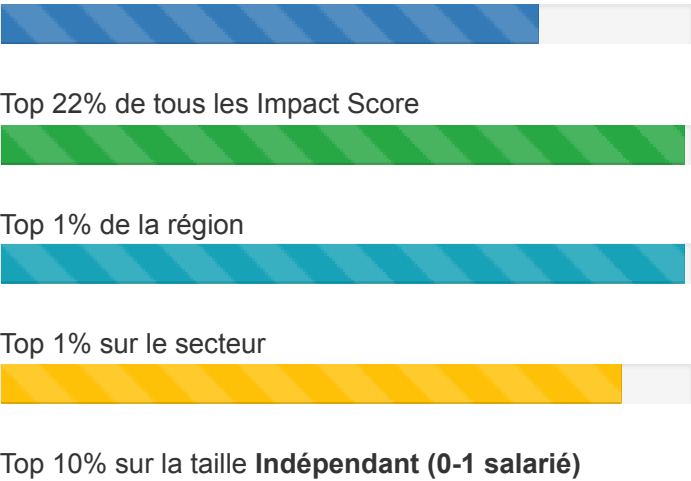 Top 22% de tous les Impact Score
Top 1% de la région
Top 1% sur le secteur
Top 10% sur la taille Indépendant (0-1 salarié)